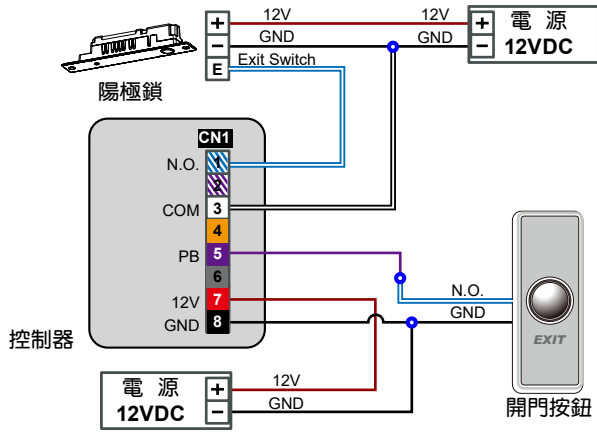 12V
12V
+
+
電 源
GND
GND
−
−
12VDC
E
Exit Switch
陽極鎖
CN1
N.O.
1
2
COM
3
4
PB
5
6
N.O.
12V
7
GND
GND
8
EXIT
控制器
電 源
+
12V
12VDC
−
GND
開門按鈕